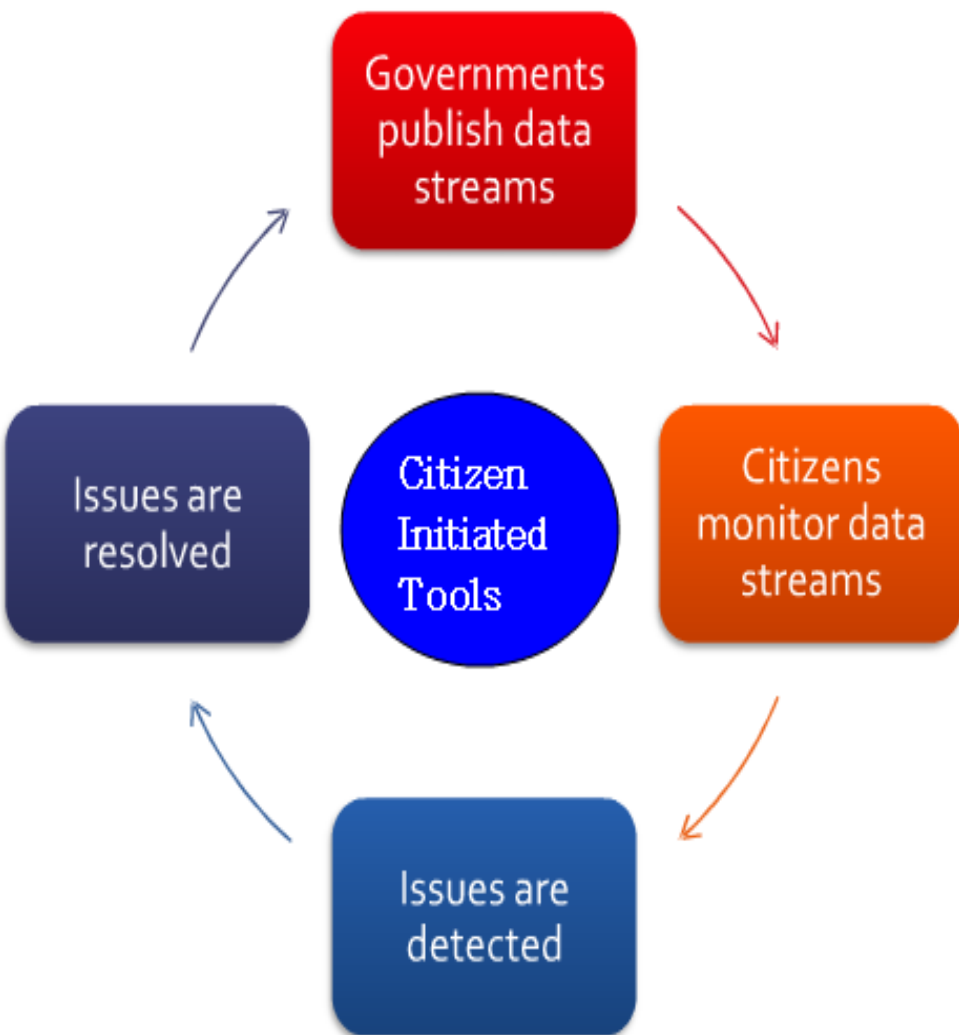 Governments
publish data
streams
Citizen
Initiated
Tools
Citizens
monitor data
streams
Issues are
resolved
Issues are
detected